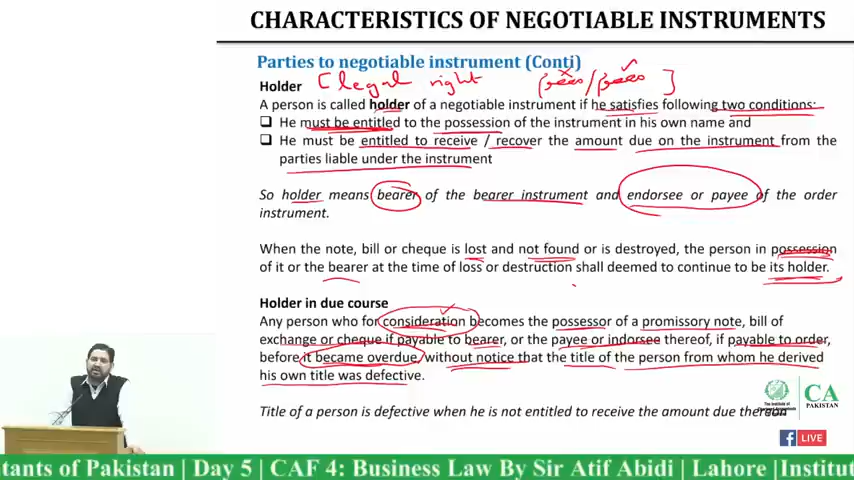 CHARACTERISTICS OF NEGOTIABLE INSTRUMENTS
Parties to negotiable instrument (Conti)
Holder [legal right
A person is called holder of a negotiable instrument if he satisfies following two conditions:
He must be entitled to the possession of the instrument in his own name and
He must be entitled to receive / recover the amount due on the instrument from the
parties liable under the instrument
So holder means bearer of the bearer instrument and endorsee or payee of the order
instrument.
When the note, bill or cheque is lost and not found or is destroyed, the person in possession
of it or the bearer at the time of loss or destruction shall deemed to continue to be its holder.
Holder in due course
Any person who for consideration becomes the possessor of a promissory note, bill of
exchange or cheque if payable to bearer, or the payee or indorsee thereof, if payable to order,
before it became overdue, without notice that the title of the person from whom he derived
his own title was defective.
CA
PAKISTAN
Title of a person is defective when he is not entitled to receive the amount due thereon
LIVE
tants of Pakistan | Day 5 | CAF 4: Business Law By Sir Atif Abidi | Lahore |Institut